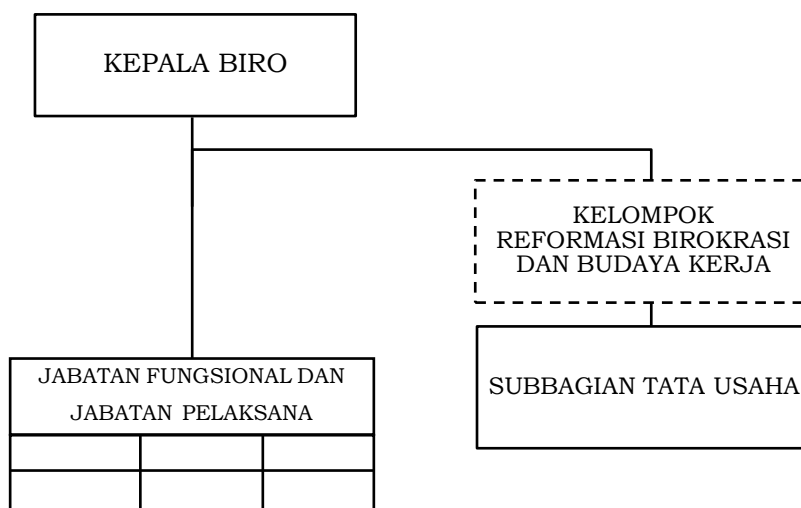 KEPALA BIRO
KELOMPOK
REFORMASI BIROKRASI
DAN BUDAYA KERJA
SUBBAGIAN TATA USAHA
JABATAN FUNGSIONAL DAN
JABATAN PELAKSANA